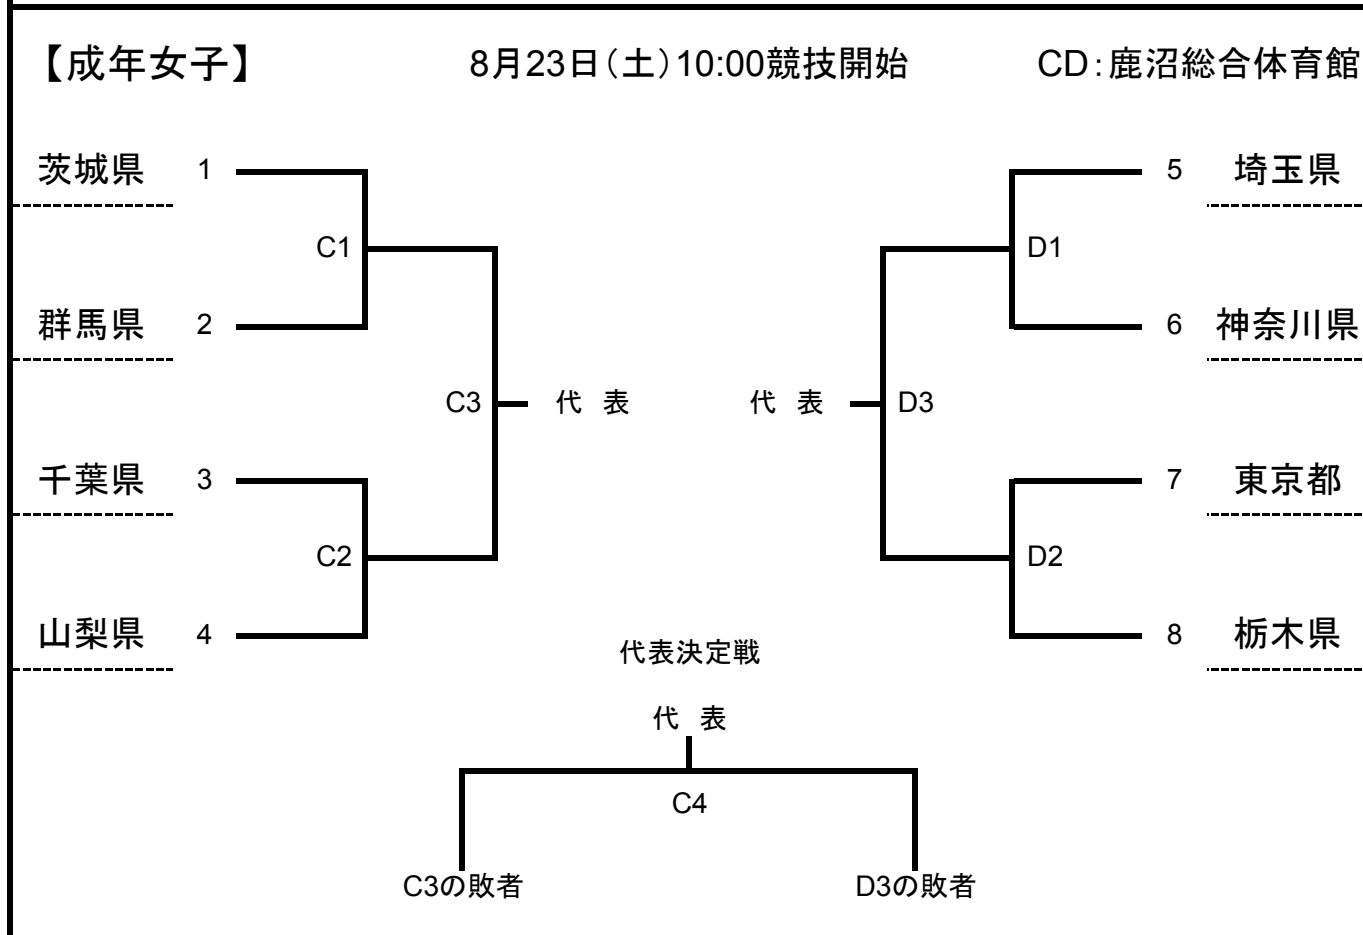 【成年女子】 8月23日(土)10:00競技開始 CD:鹿沼総合体育館
茨城県 1 5 埼玉県
C1 D1
群馬県 2 6 神奈川県
C3 代 表 代 表 D3
千葉県 3 7 東京都
C2 D2
山梨県 4 8 栃木県
代表決定戦
代 表
C4
C3の敗者 D3の敗者